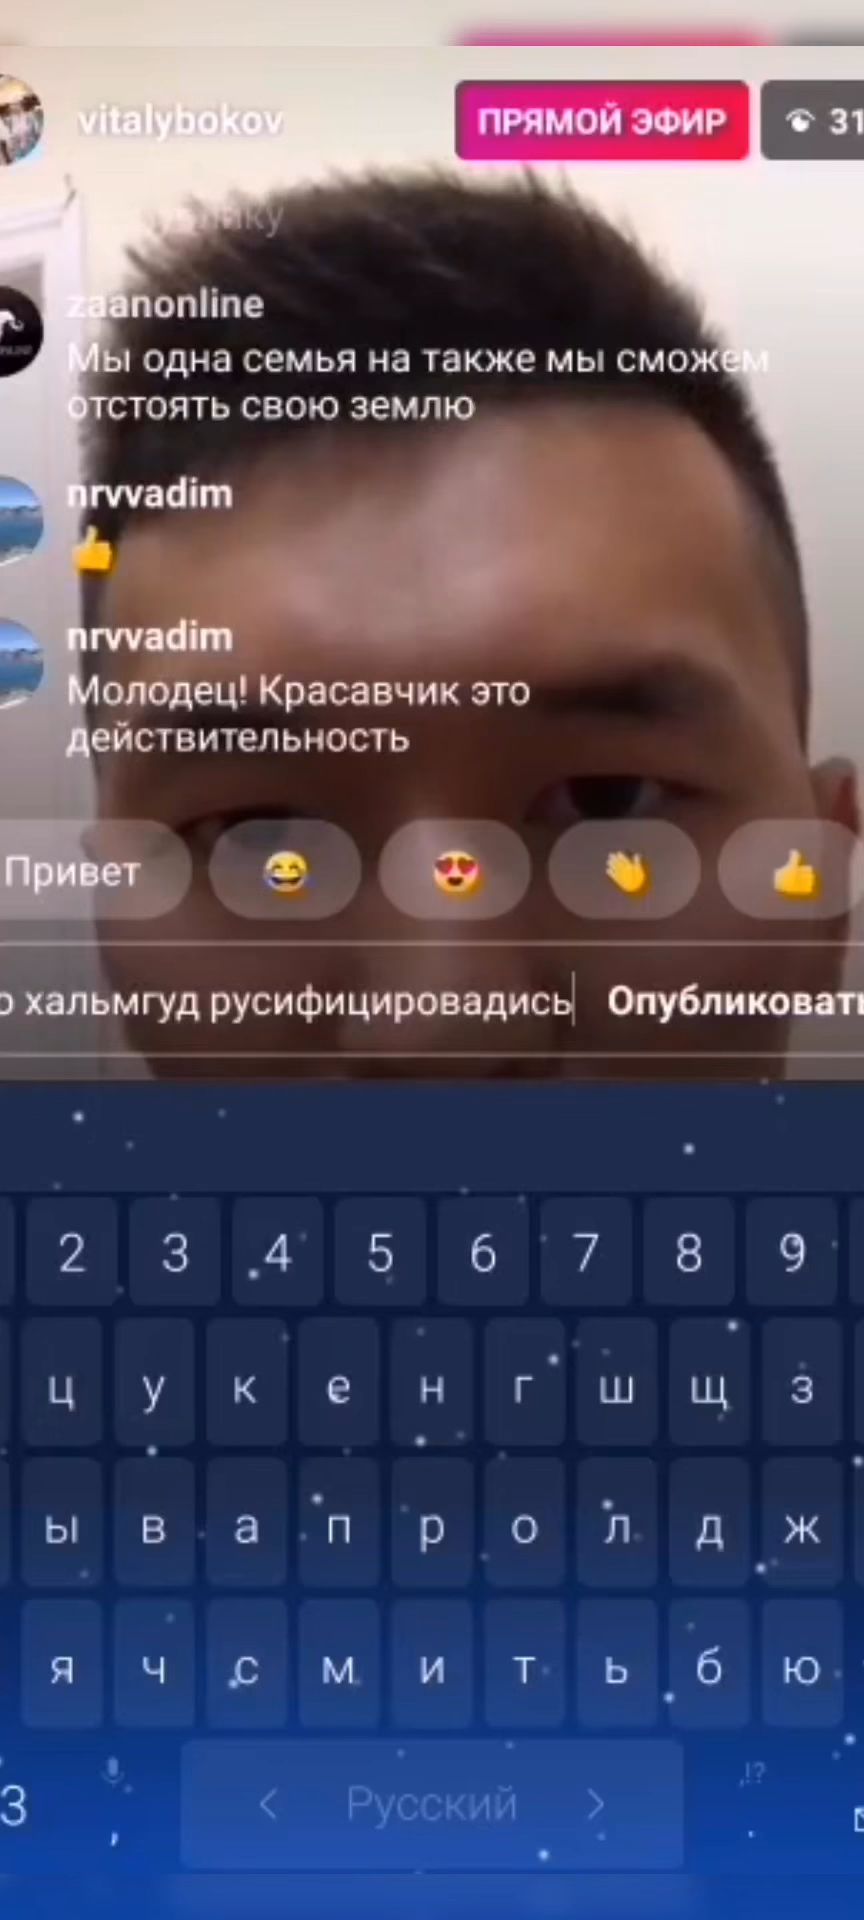 vitalybokov
ПРЯМОЙ ЭФИР
31
zaanonline
Мы одна семья на также мы сможем
отстоять свою землю
nrvvadim
👍
nrvvadim
Молодец! Красавчик это
действительность
Привет 😂 😍 👋 👍
о хальмгуд русифицировадись Опубликовать
2 3 4 5 6 7 8 9
ц у к е н г ш щ з
ы в а п р о л д ж
я ч с м и т ь б ю
,!?
3 , < Русский > .